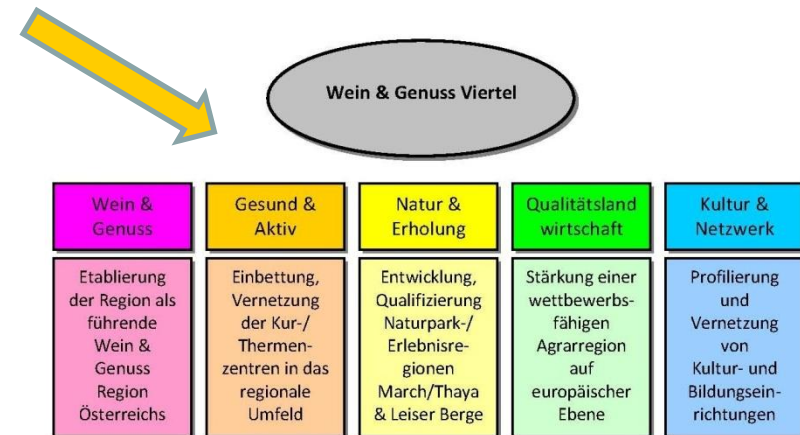 Wein & Genuss Viertel
Wein &
Genuss
Gesund &
Aktiv
Natur &
Erholung
Qualitätsland
wirtschaft
Kultur &
Netzwerk
Etablierung
der Region als
führende
Wein &
Genuss
Region
Österreichs
Einbettung,
Vernetzung
der Kur-/
Thermen-
zentren in das
regionale
Umfeld
Entwicklung,
Qualifizierung
Naturpark-/
Erlebnisre-
gionen
March/Thaya
& Leiser Berge
Stärkung einer
wettbewerbs-
fähigen
Agrarregion
auf
europäischer
Ebene
Profilierung
und
Vernetzung
von
Kultur- und
Bildungsein-
richtungen